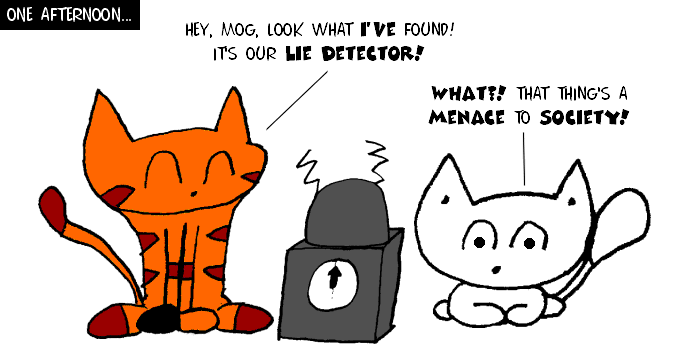 ONE AFTERNOON...
HEY, MOG, LOOK WHAT I'VE FOUND!
IT'S OUR LIE DETECTOR!
WHAT?! THAT THING'S A
MENACE TO SOCIETY!